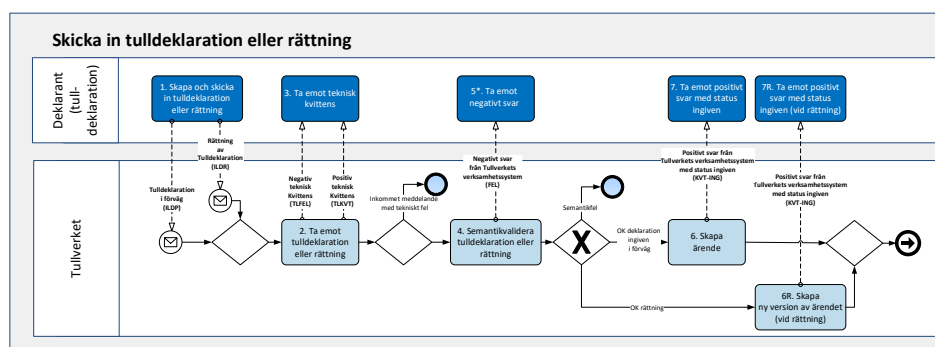 Skicka in tulldeklaration eller rättning
Deklarant
(tull-
deklaration)
1. Skapa och skicka
in tulldeklaration
eller rättning
3. Ta emot teknisk
kvittens
5*. Ta emot
negativt svar
7. Ta emot positivt
svar med status
ingiven
7R. Ta emot positivt
svar med status
ingiven (vid rättning)
Tullverket
Tulldeklaration
i förväg
(ILDP)
Rättning
av
Tulldeklaration
(ILDR)
Negativ
teknisk
Kvittens
(TLFEL)
Positiv
teknisk
Kvittens
(TLKVT)
Inkommet meddelande
med tekniskt fel
Negativt svar
från Tullverkets
verksamhetssystem
(FEL)
Semantikfel
Positivt svar från
Tullverkets verksamhetssystem
med status ingiven
(KVT-ING)
Positivt svar från
Tullverkets verksamhetssystem
med status ingiven
(KVT-ING)
2. Ta emot
tulldeklaration
eller rättning
4. Semantikvalidera
tulldeklaration eller
rättning
X
OK deklaration
ingiven
i förväg
6. Skapa
ärende
OK rättning
6R. Skapa
ny version av ärendet
(vid rättning)